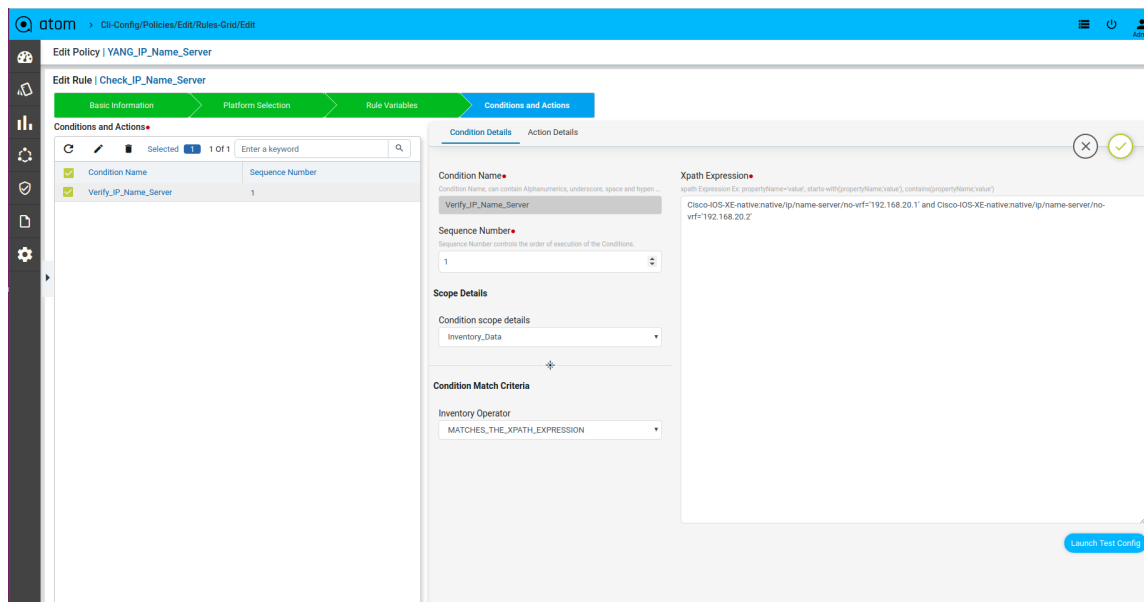 atom > Cli-Config/Policies/Edit/Rules-Grid/Edit
Edit Policy | YANG_IP_Name_Server
Edit Rule | Check_IP_Name_Server
Basic Information Platform Selection Rule Variables Conditions and Actions
Conditions and Actions
Selected 1 1 Of 1 Enter a keyword
Condition Name Sequence Number
Verify_IP_Name_Server 1
Condition Details Action Details
Condition Name
Condition Name, can contain Alphanumerics, underscore, space and hypen ...
Verify_IP_Name_Server
Sequence Number
Sequence Number controls the order of execution of the Conditions.
1
Scope Details
Condition scope details
Inventory_Data
Condition Match Criteria
Inventory Operator
MATCHES_THE_XPATH_EXPRESSION
Xpath Expression
xpath Expression Ex: propertyName='value', starts-with(propertyName,'value'), contains(propertyName,'value')
Cisco-IOS-XE-native:native/ip/name-server/no-vrf='192.168.20.1' and Cisco-IOS-XE-native:native/ip/name-server/no-
vrf='192.168.20.2'
Launch Test Config